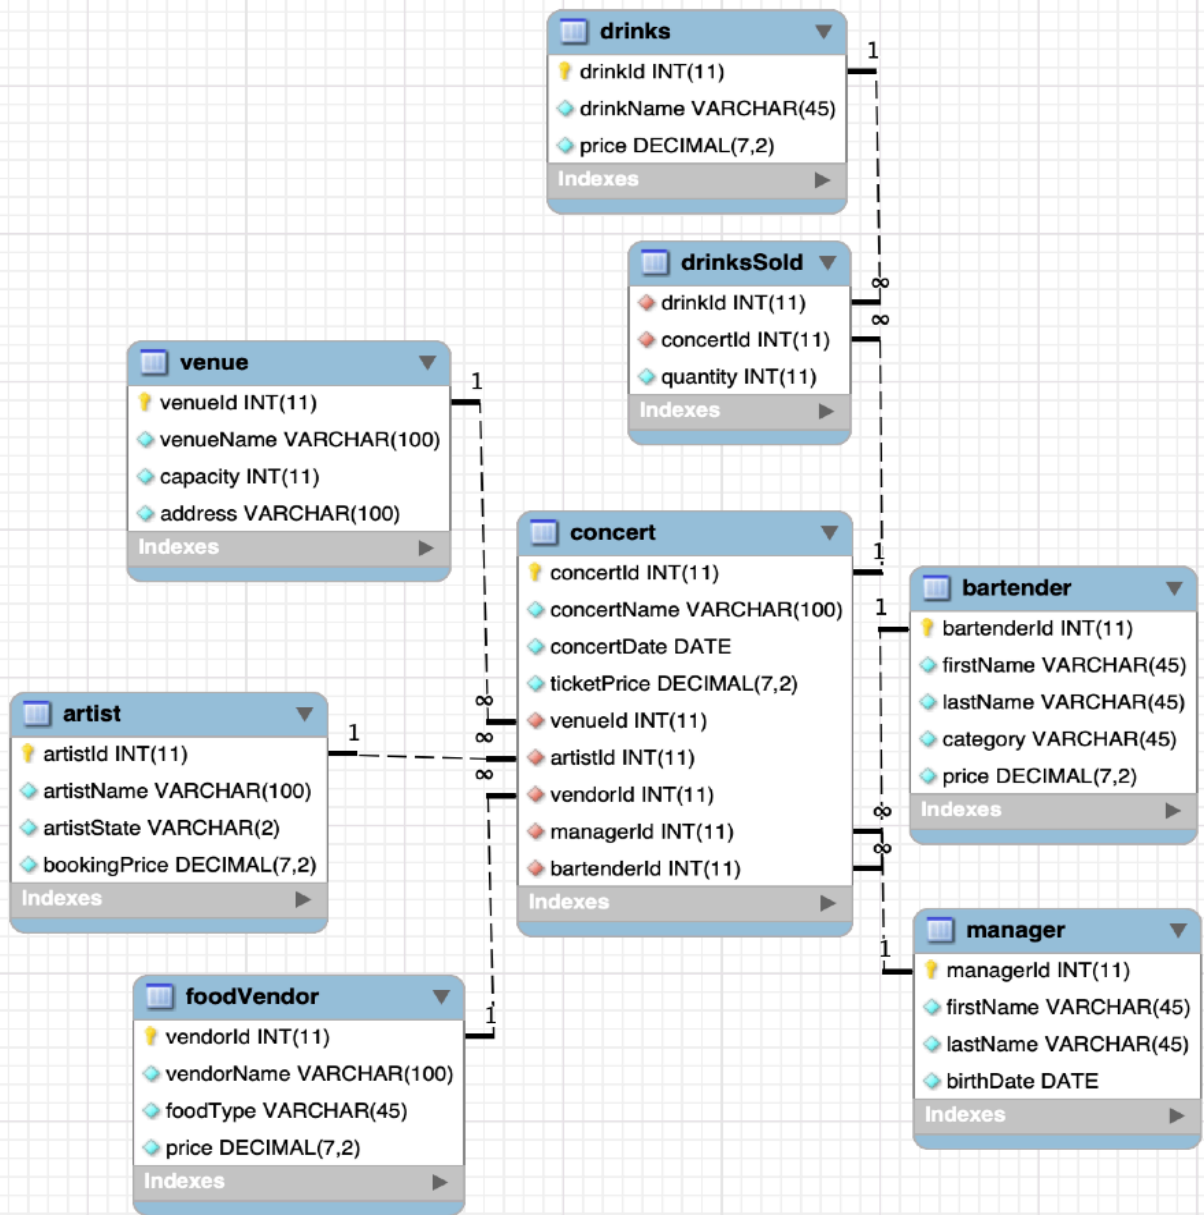 drinks
drinkId INT(11)
drinkName VARCHAR(45)
price DECIMAL(7,2)
Indexes
1
∞
drinksSold
drinkId INT(11)
concertId INT(11)
quantity INT(11)
Indexes
∞
1
venue
venueId INT(11)
venueName VARCHAR(100)
capacity INT(11)
address VARCHAR(100)
Indexes
1
∞
concert
concertId INT(11)
concertName VARCHAR(100)
concertDate DATE
ticketPrice DECIMAL(7,2)
venueId INT(11)
artistId INT(11)
vendorId INT(11)
managerId INT(11)
bartenderId INT(11)
Indexes
bartender
bartenderId INT(11)
firstName VARCHAR(45)
lastName VARCHAR(45)
category VARCHAR(45)
price DECIMAL(7,2)
Indexes
1
∞
artist
artistId INT(11)
artistName VARCHAR(100)
artistState VARCHAR(2)
bookingPrice DECIMAL(7,2)
Indexes
1
∞
manager
managerId INT(11)
firstName VARCHAR(45)
lastName VARCHAR(45)
birthDate DATE
Indexes
1
∞
foodVendor
vendorId INT(11)
vendorName VARCHAR(100)
foodType VARCHAR(45)
price DECIMAL(7,2)
Indexes
1
∞